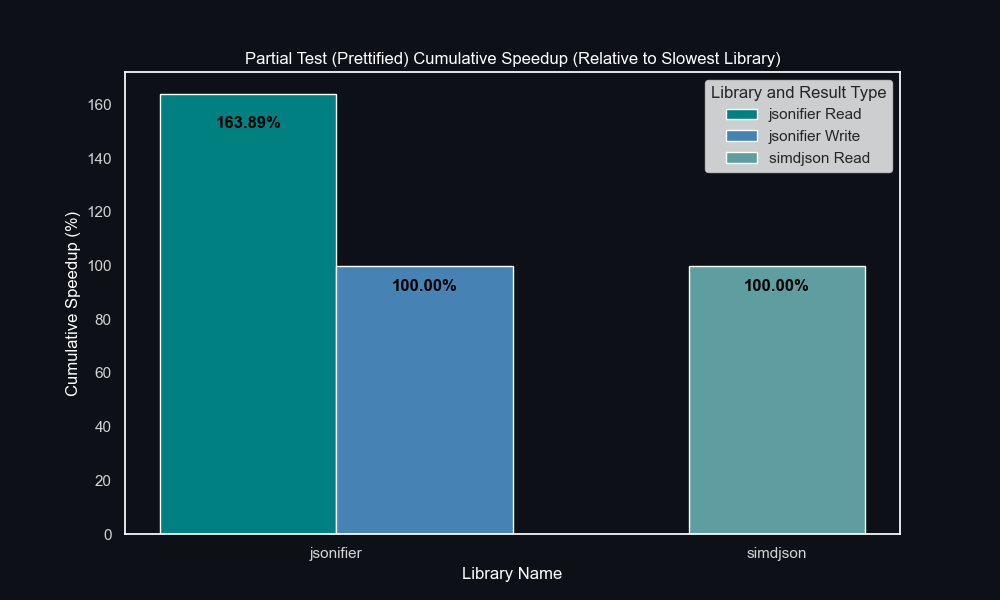 Partial Test (Prettified) Cumulative Speedup (Relative to Slowest Library)
Library and Result Type
jsonifier Read
jsonifier Write
simdjson Read
163.89%
100.00%
100.00%
Cumulative Speedup (%)
160
140
120
100
80
60
40
20
0
jsonifier
simdjson
Library Name